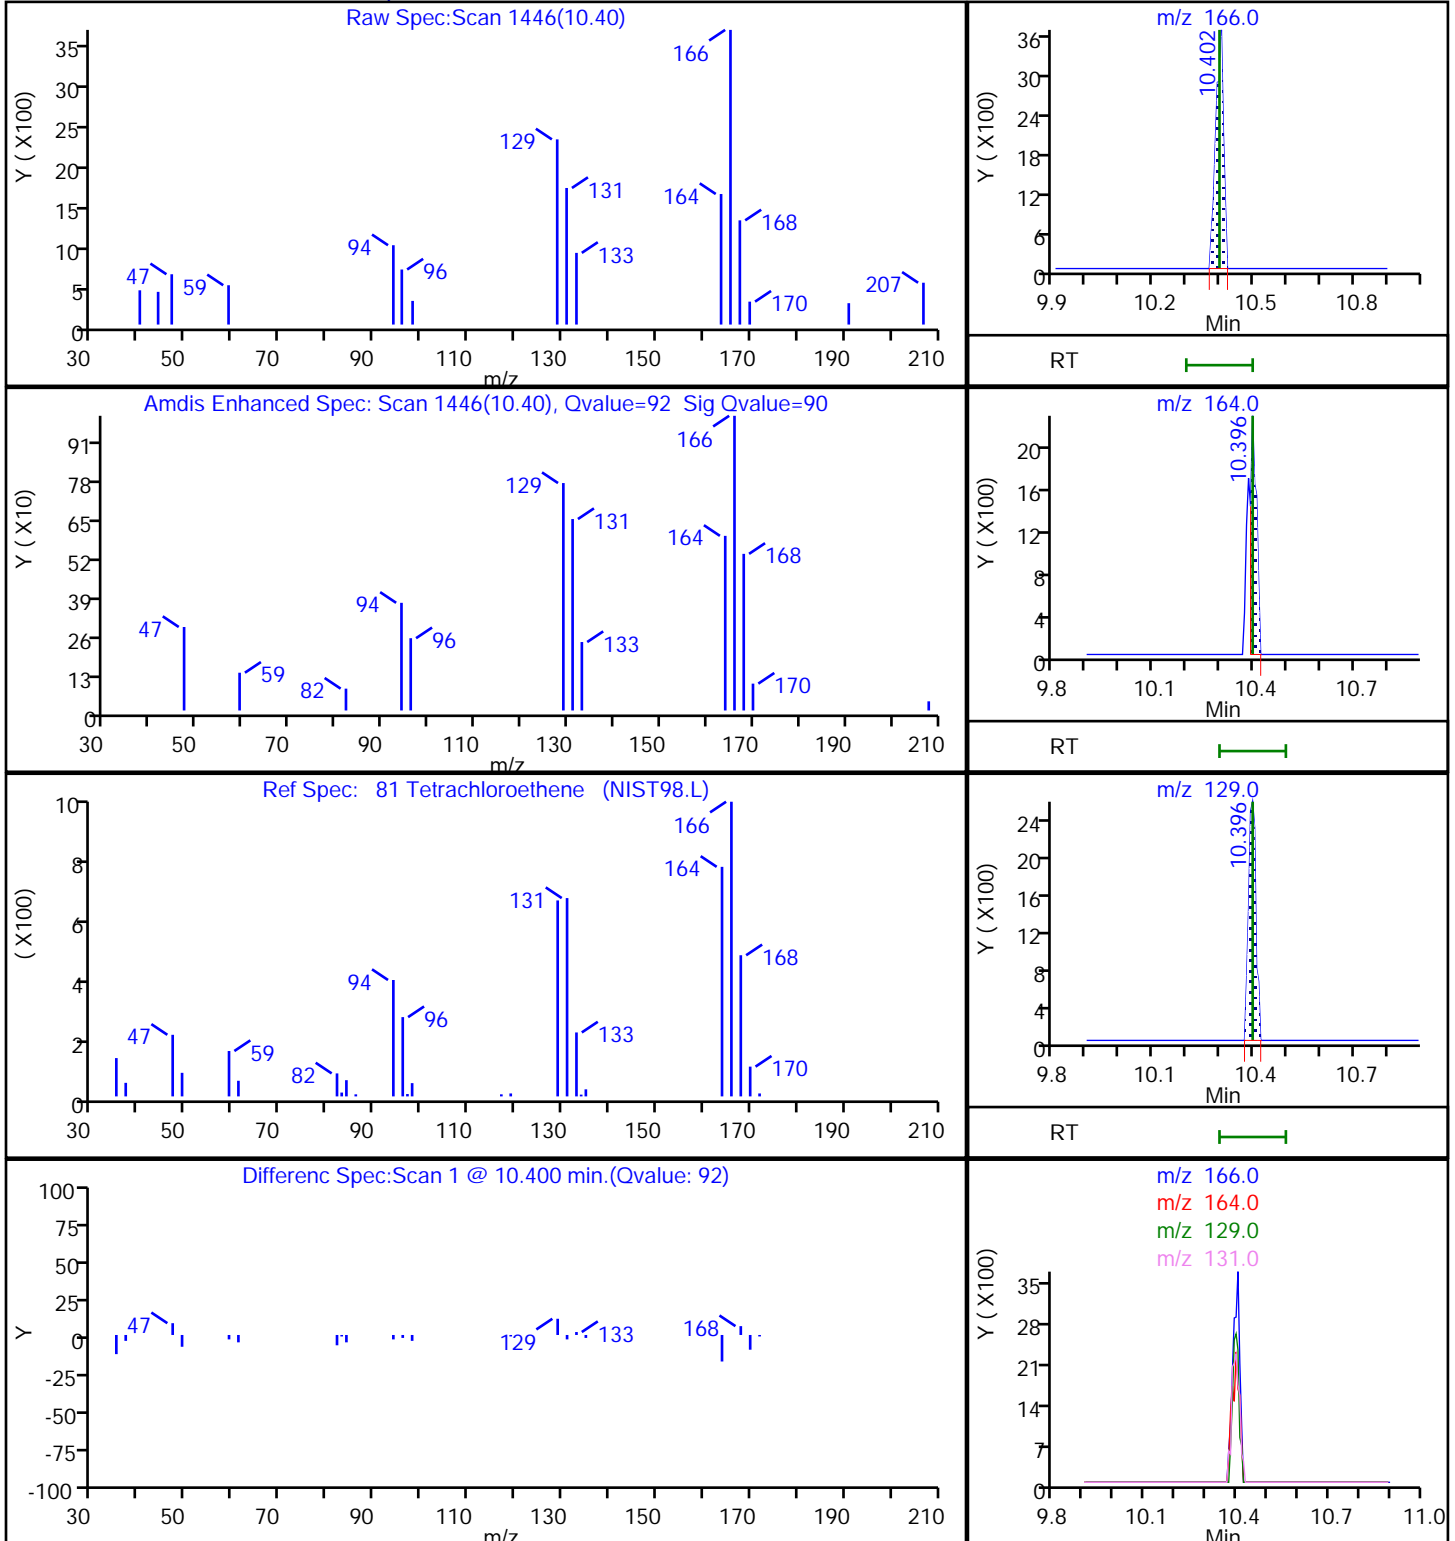 Raw Spec:Scan 1446(10.40)
Y ( X100)
35
30
25
20
15
10
5
0
47
59
94
96
129
131
133
164
166
168
170
207
30 50 70 90 110 130 150 170 190 210
m/z
m/z 166.0
Y ( X100)
36
30
24
18
12
6
0
10.402
9.9 10.2 10.5 10.8
Min
RT
Amdis Enhanced Spec: Scan 1446(10.40), Qvalue=92 Sig Qvalue=90
Y ( X10)
91
78
65
52
39
26
13
0
47
59
82
94
96
129
131
133
164
166
168
170
30 50 70 90 110 130 150 170 190 210
m/z
m/z 164.0
Y ( X100)
20
16
12
8
4
0
10.396
9.8 10.1 10.4 10.7
Min
RT
Ref Spec: 81 Tetrachloroethene (NIST98.L)
( X100)
10
8
6
4
2
0
47
59
82
94
96
131
133
164
166
168
170
30 50 70 90 110 130 150 170 190 210
m/z 129.0
Y ( X100)
24
20
16
12
8
4
0
10.396
9.8 10.1 10.4 10.7
Min
RT
Differenc Spec:Scan 1 @ 10.400 min.(Qvalue: 92)
Y
100
75
50
25
0
-25
-50
-75
-100
47
129
133
168
30 50 70 90 110 130 150 170 190 210
m/z
m/z 166.0
m/z 164.0
m/z 129.0
m/z 131.0
Y ( X100)
35
28
21
14
7
0
9.8 10.1 10.4 10.7 11.0
Min